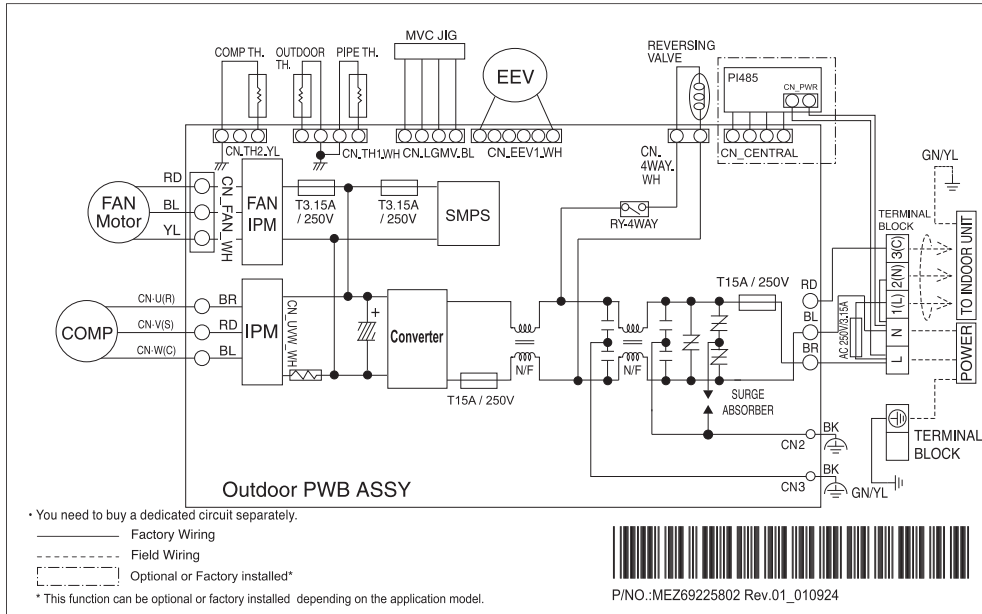 MVC JIG
REVERSING
VALVE
COMP TH.
OUTDOOR
TH.
PIPE TH.
EEV
PI485
CN_PWR
CN_TH2_YL
CN_TH1_WH
CN_LGMV_BL
CN_EEV1_WH
CN_
4WAY_
WH
CN_CENTRAL
GN/YL
FAN
Motor
RD
BL
YL
CN_FAN_WH
FAN
IPM
T3.15A
/ 250V
T3.15A
/ 250V
SMPS
RY-4WAY
TERMINAL
BLOCK
3(C)
2(N)
1(L)
N
L
TO INDOOR UNIT
POWER
AC 250V/3.15A
T15A / 250V
RD
BL
BR
COMP
CN-U(R)
CN-V(S)
CN-W(C)
BR
RD
BL
IPM
CN_UVW_WH
+
Converter
N/F
N/F
T15A / 250V
SURGE
ABSORBER
CN2
BK
CN3
BK
TERMINAL
BLOCK
GN/YL
Outdoor PWB ASSY
• You need to buy a dedicated circuit separately.
Factory Wiring
Field Wiring
Optional or Factory installed*
* This function can be optional or factory installed depending on the application model.
P/NO.:MEZ69225802 Rev.01_010924